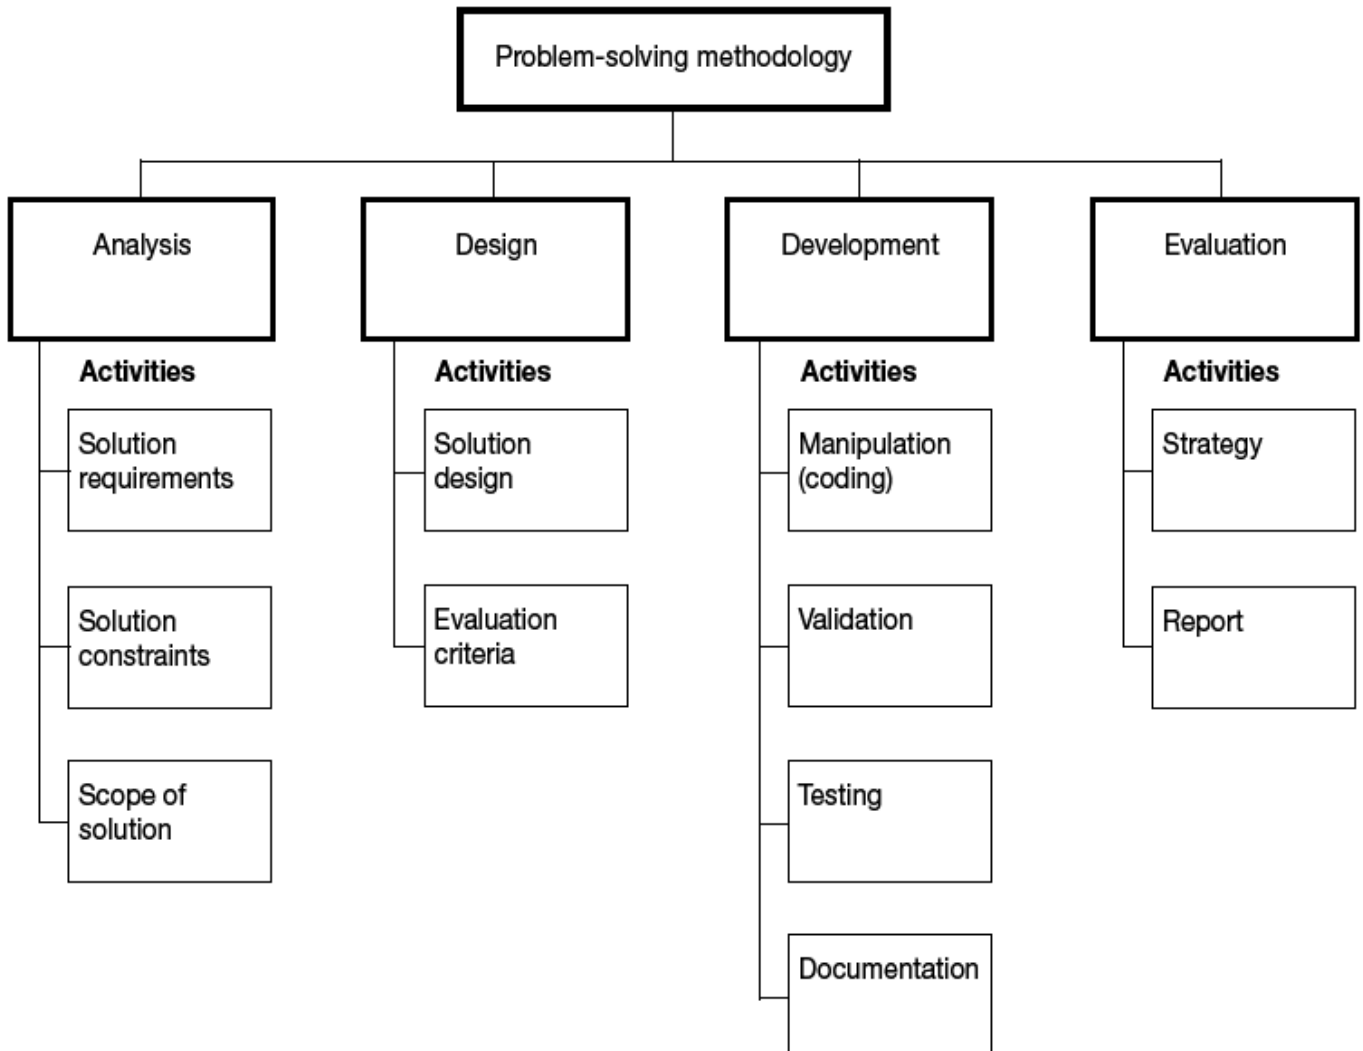 Problem-solving methodology
Analysis
Design
Development
Evaluation
Activities
Solution
requirements
Solution
constraints
Scope of
solution
Activities
Solution
design
Evaluation
criteria
Activities
Manipulation
(coding)
Validation
Testing
Documentation
Activities
Strategy
Report